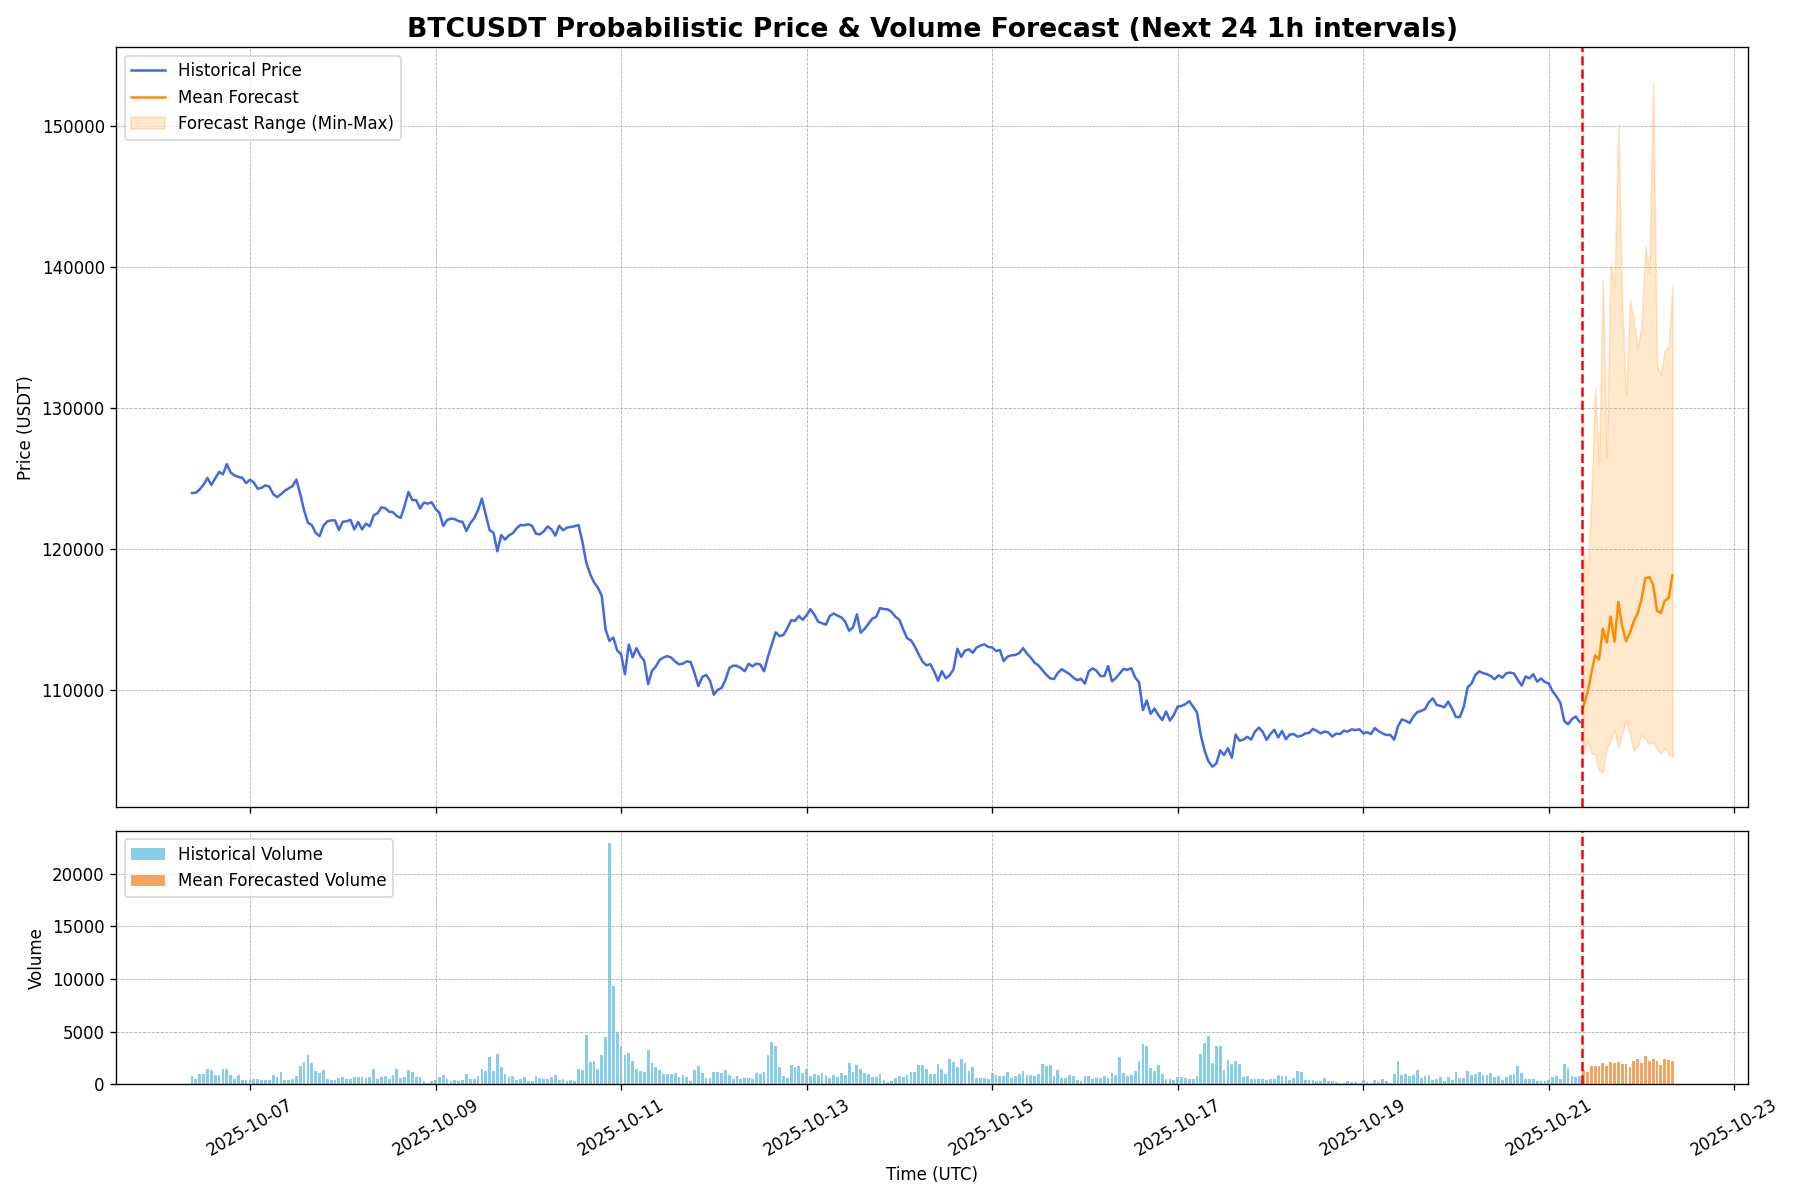 BTCUSDT Probabilistic Price & Volume Forecast (Next 24 1h intervals)
Historical Price
Mean Forecast
Forecast Range (Min-Max)
150000
140000
130000
120000
110000
Price (USDT)
Historical Volume
Mean Forecasted Volume
20000
15000
10000
5000
0
Volume
2025-10-07
2025-10-09
2025-10-11
2025-10-13
2025-10-15
2025-10-17
2025-10-19
2025-10-21
2025-10-23
Time (UTC)